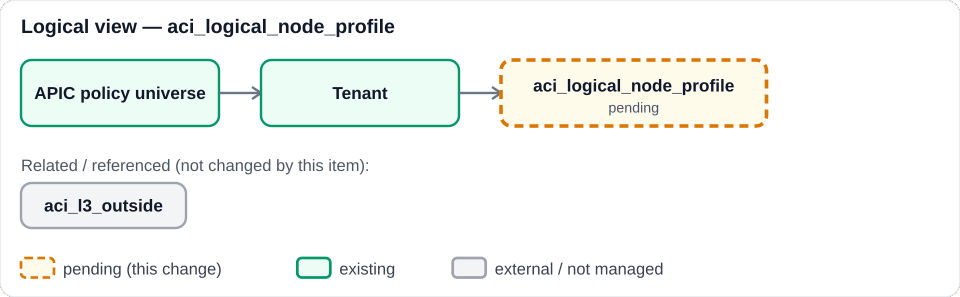 Logical view — aci_logical_node_profile
APIC policy universe
Tenant
aci_logical_node_profile
pending
Related / referenced (not changed by this item):
aci_l3_outside
pending (this change)
existing
external / not managed